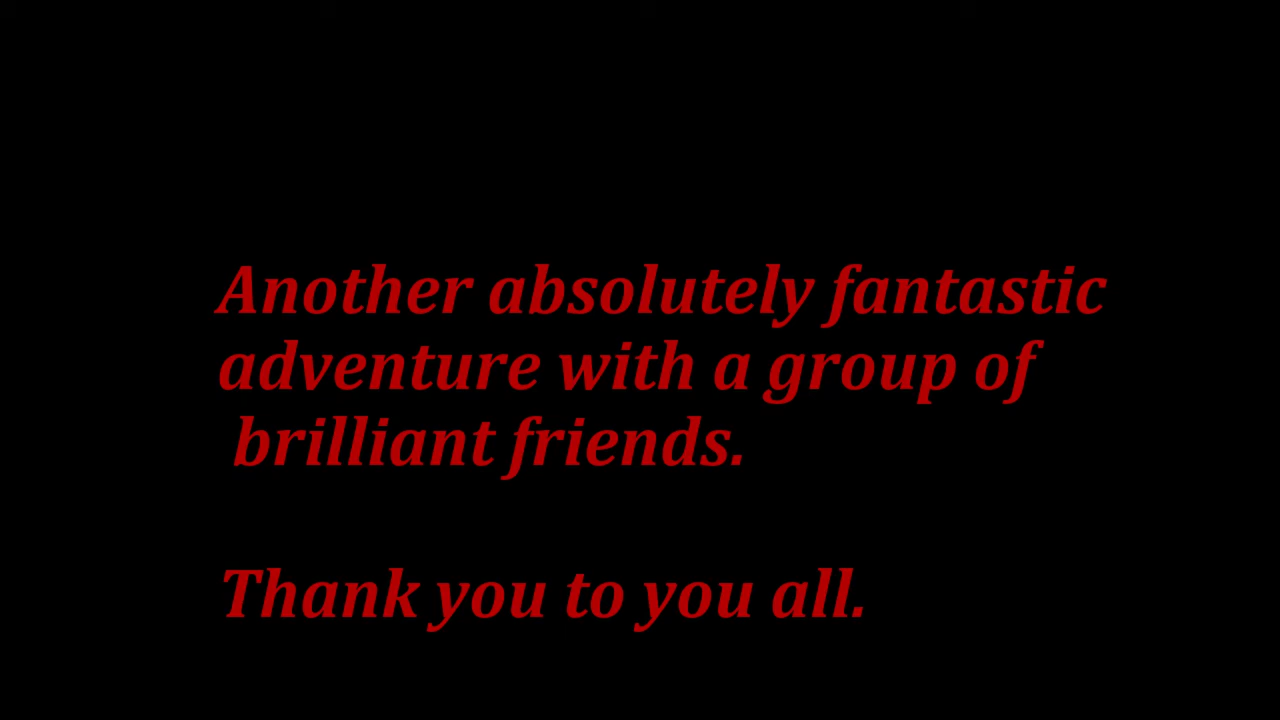 Another absolutely fantastic
adventure with a group of
brilliant friends.
Thank you to you all.